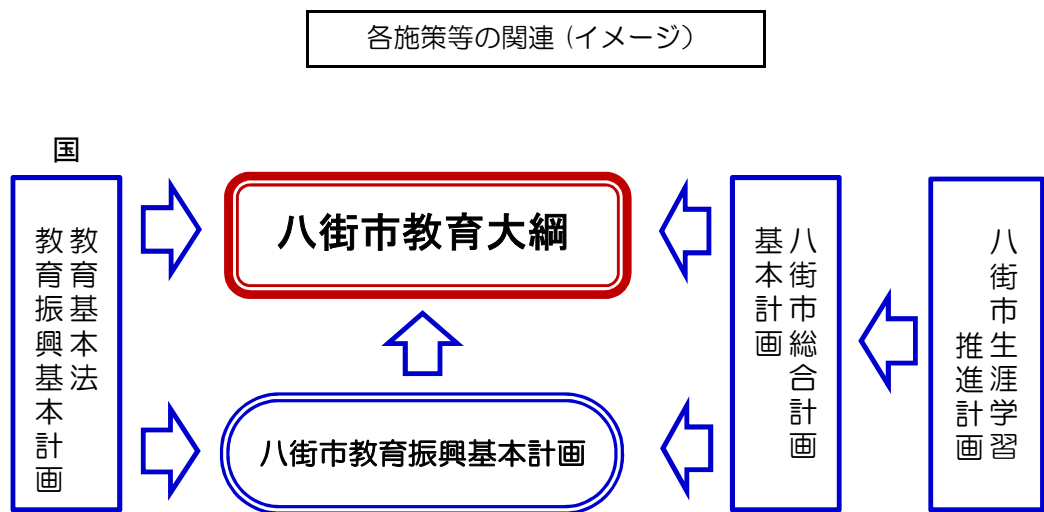 各施策等の関連（イメージ）
国
教育基本法
教育振興基本計画
八街市教育大綱
八街市教育振興基本計画
八街市総合計画
基本計画
八街市生涯学習
推進計画